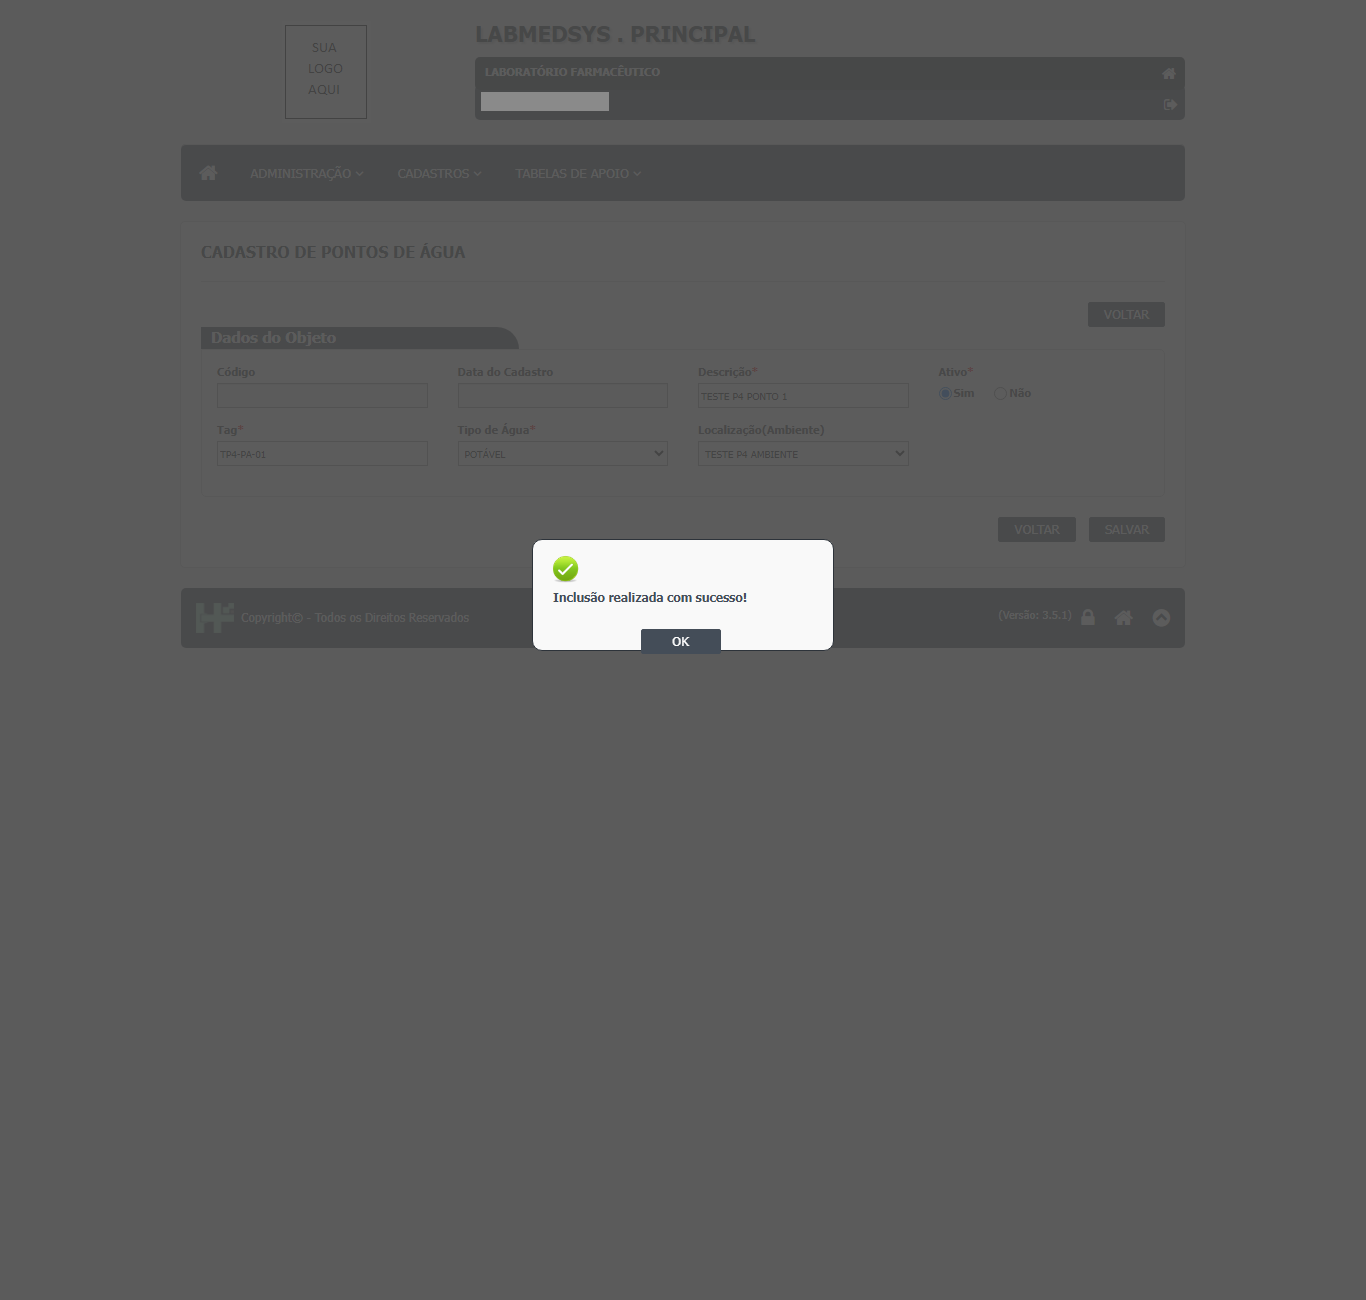 SUA
LOGO
AQUI
LABMEDSYS . PRINCIPAL
LABORATÓRIO FARMACÊUTICO
ADMINISTRAÇÃO
CADASTROS
TABELAS DE APOIO
CADASTRO DE PONTOS DE ÁGUA
VOLTAR
Dados do Objeto
Código
Data do Cadastro
Descrição*
Ativo*
TESTE P4 PONTO 1
Sim
Não
Tag*
Tipo de Água*
Localização(Ambiente)
TP4-PA-01
POTÁVEL
TESTE P4 AMBIENTE
VOLTAR
SALVAR
Inclusão realizada com sucesso!
OK
Copyright© - Todos os Direitos Reservados
(Versão: 3.5.1)